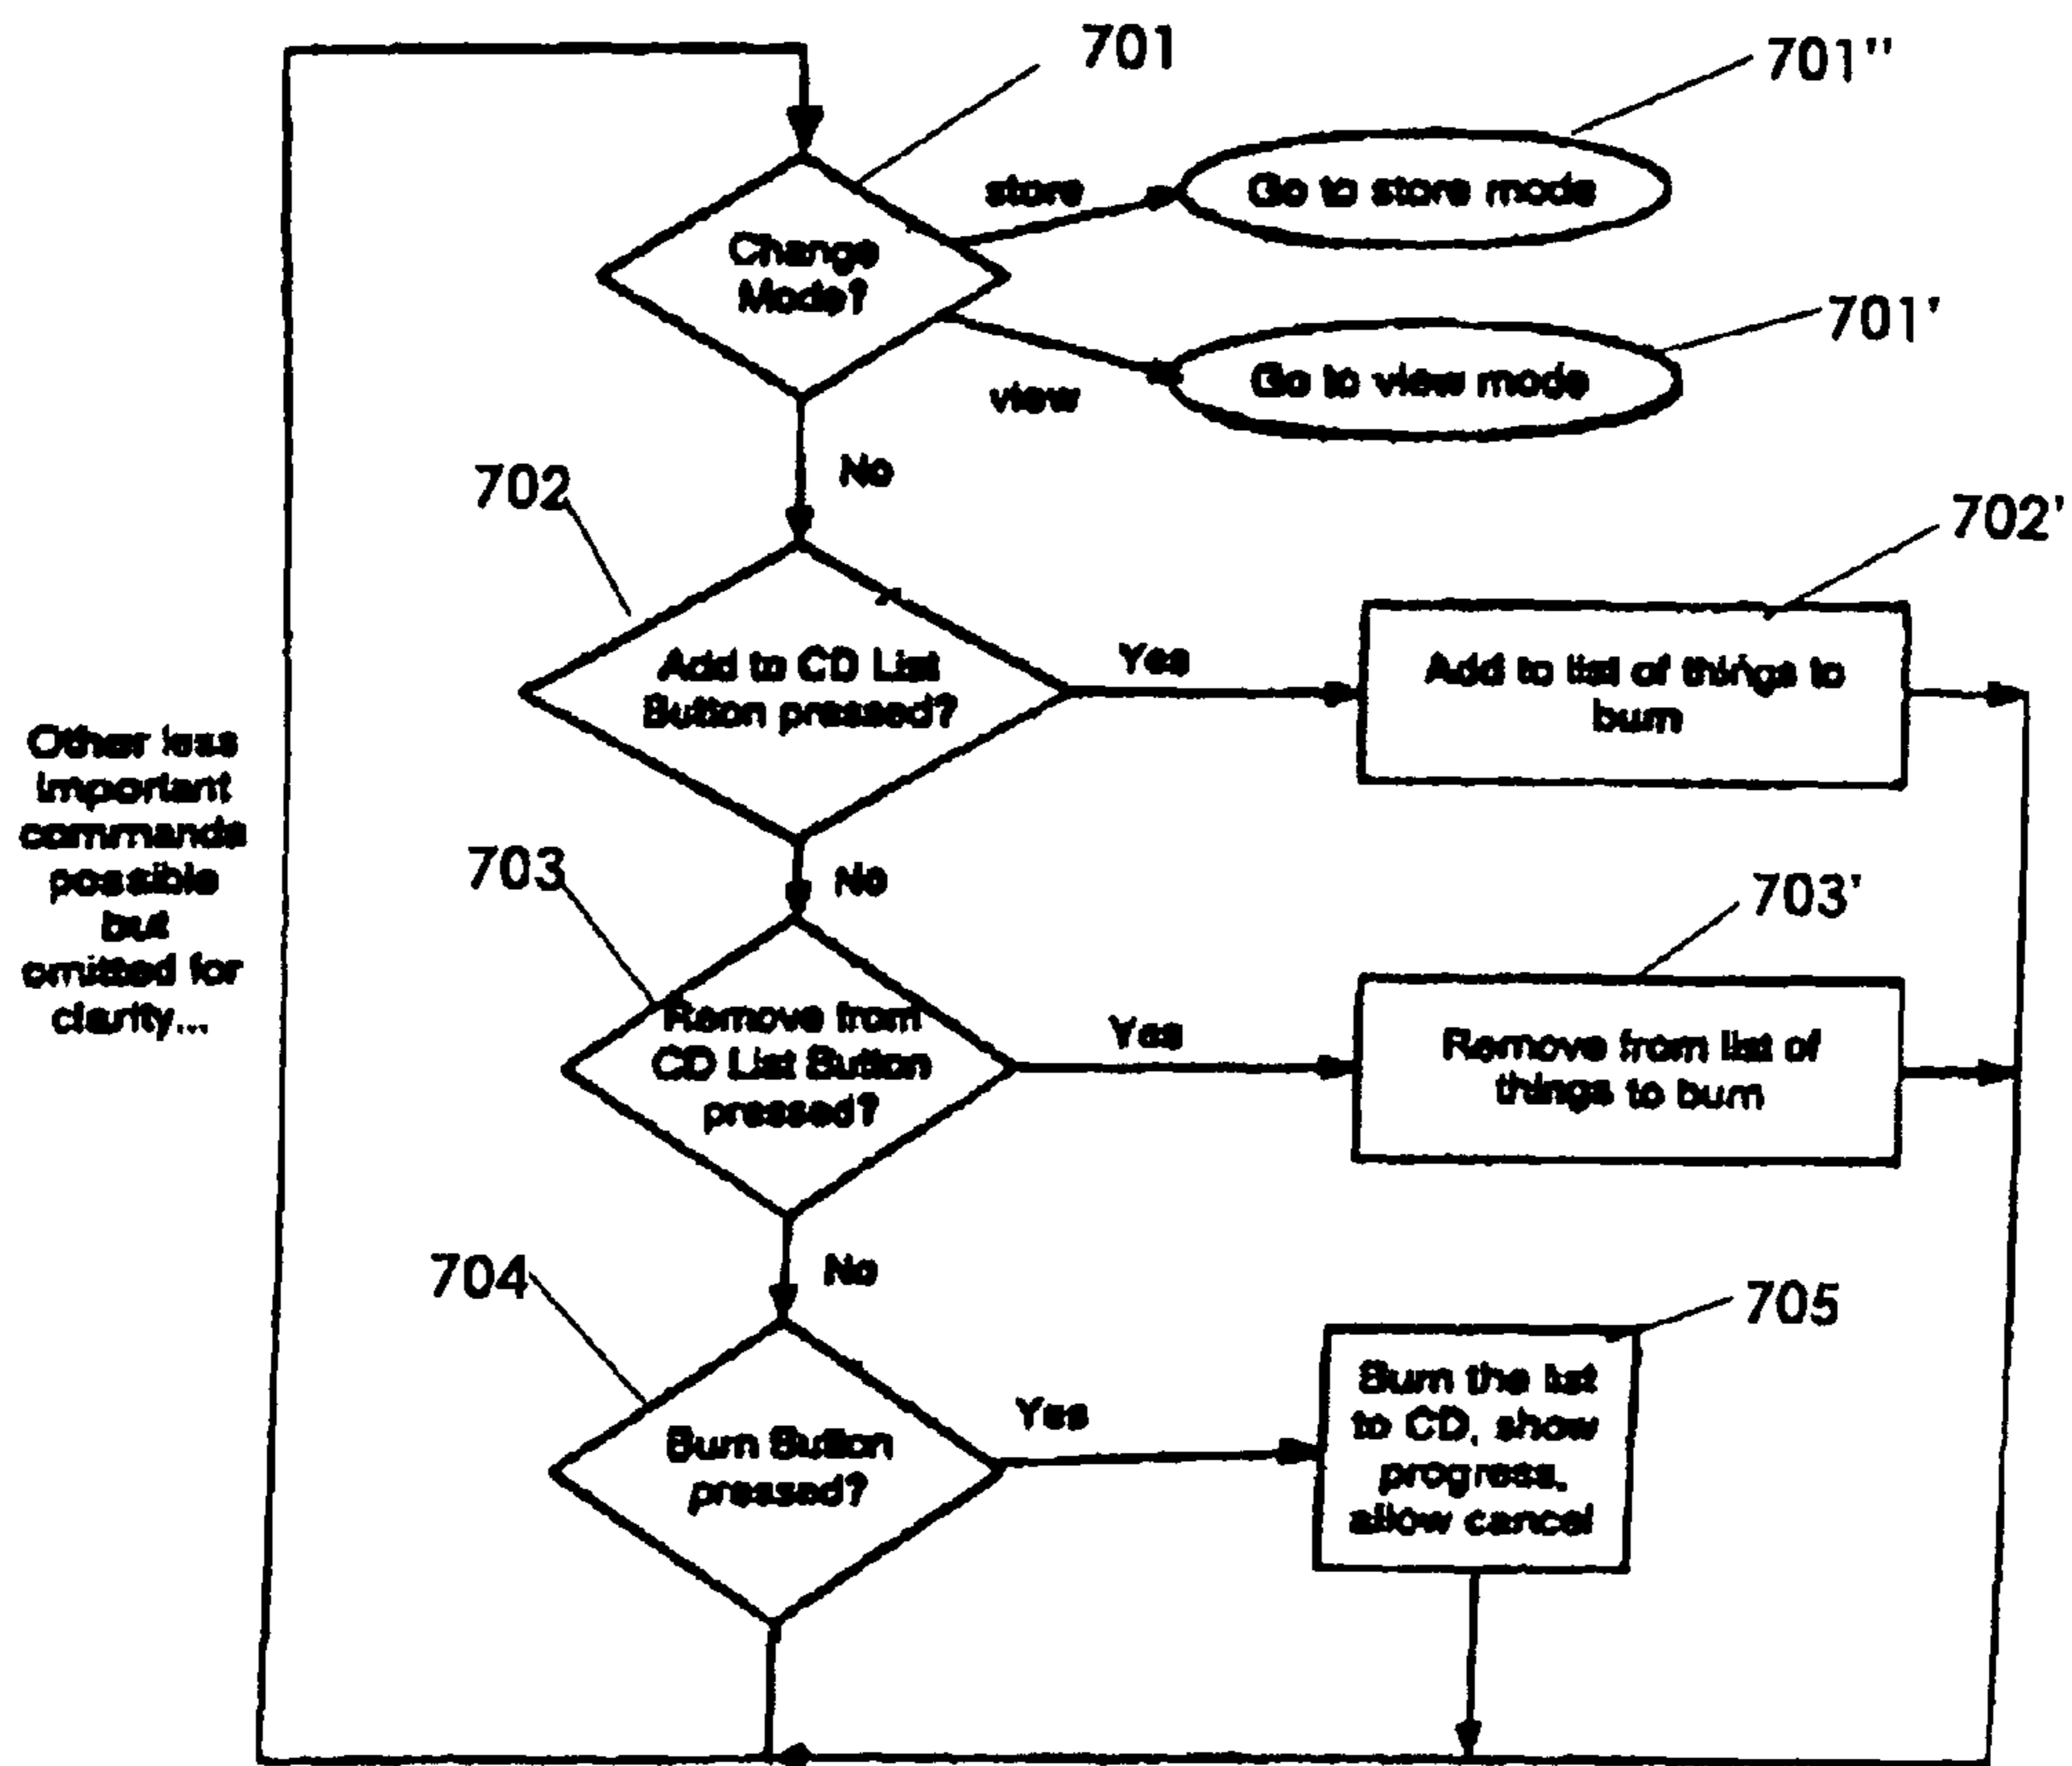 701
701"
store
Go to store mode
Change
Mode?
701'
Go to view mode
view
No
702
702'
Add to CD List
Button pressed?
Yes
Add to list of things to
burn
Other less
important
commands
possible
but
omitted for
clarity...
703
No
703'
Remove from
CD List Button
pressed?
Yes
Remove from list of
things to burn
704
No
705
Burn Button
pressed?
Yes
Burn the list
to CD, show
progress,
allow cancel